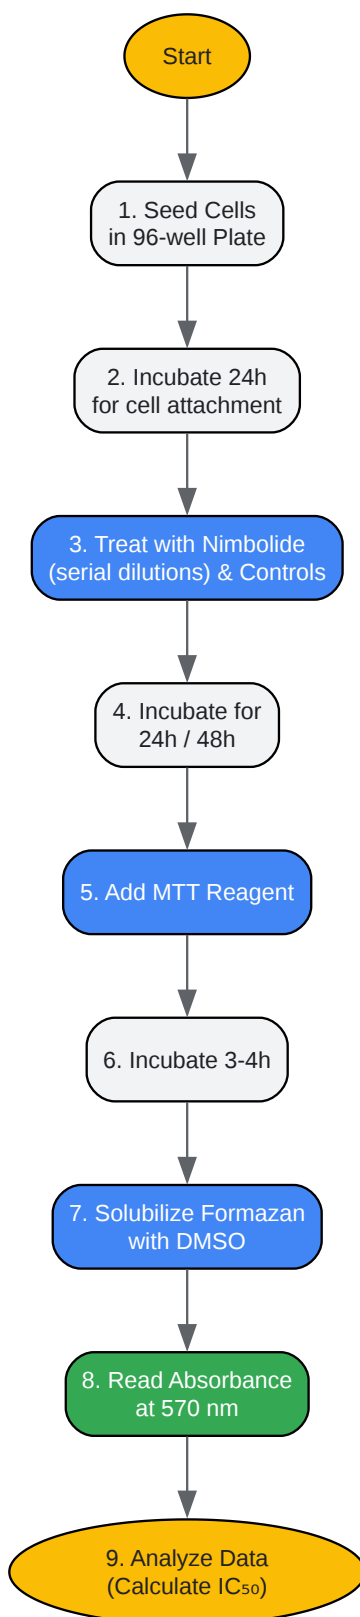 Start
1. Seed Cells
in 96-well Plate
2. Incubate 24h
for cell attachment
3. Treat with Nimbolide
(serial dilutions) & Controls
4. Incubate for
24h / 48h
5. Add MTT Reagent
6. Incubate 3-4h
7. Solubilize Formazan
with DMSO
8. Read Absorbance
at 570 nm
9. Analyze Data
(Calculate IC₅₀)